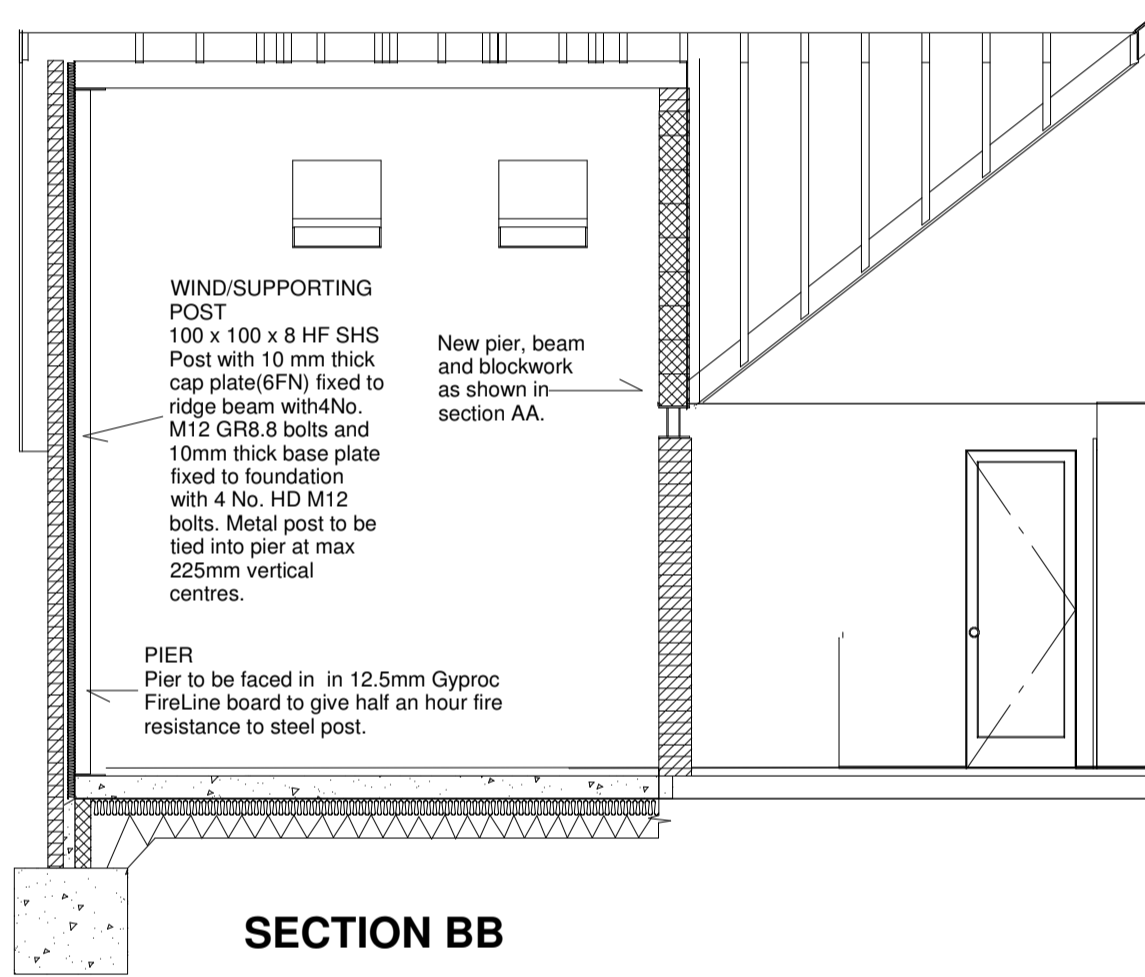 WIND/SUPPORTING
POST
100 x 100 x 8 HF SHS
Post with 10 mm thick
cap plate(6FN) fixed to
ridge beam with4No.
M12 GR8.8 bolts and
10mm thick base plate
fixed to foundation
with 4 No. HD M12
bolts. Metal post to be
tied into pier at max
225mm vertical
centres.
New pier, beam
and blockwork
as shown in
section AA.
PIER
Pier to be faced in in 12.5mm Gyproc
FireLine board to give half an hour fire
resistance to steel post.
SECTION BB